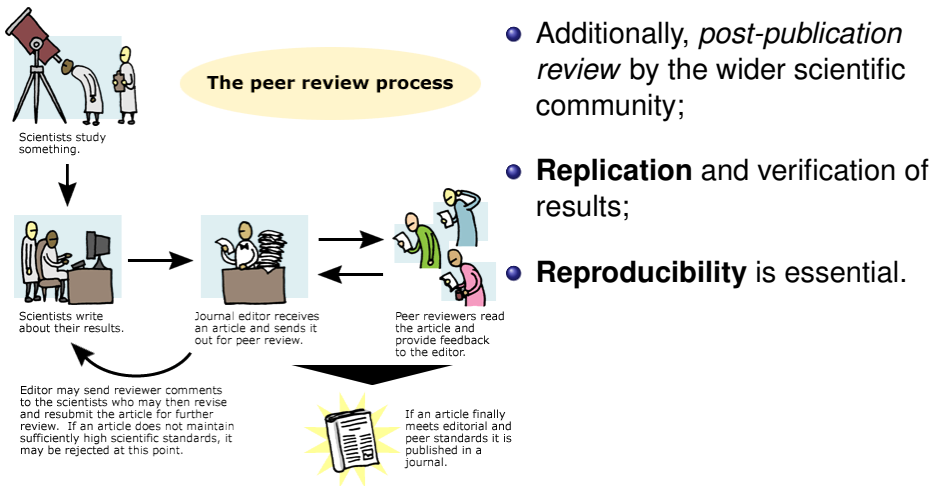 The peer review process
Scientists study
something.
Scientists write
about their results.
Journal editor receives
an article and sends it
out for peer review.
Peer reviewers read
the article and
provide feedback
to the editor.
Editor may send reviewer comments
to the scientists who may then revise
and resubmit the article for further
review.  If an article does not maintain
sufficiently high scientific standards, it
may be rejected at this point.
If an article finally
meets editorial and
peer standards it is
published in a
journal.
Additionally, post-publication
review by the wider scientific
community;
Replication and verification of
results;
Reproducibility is essential.